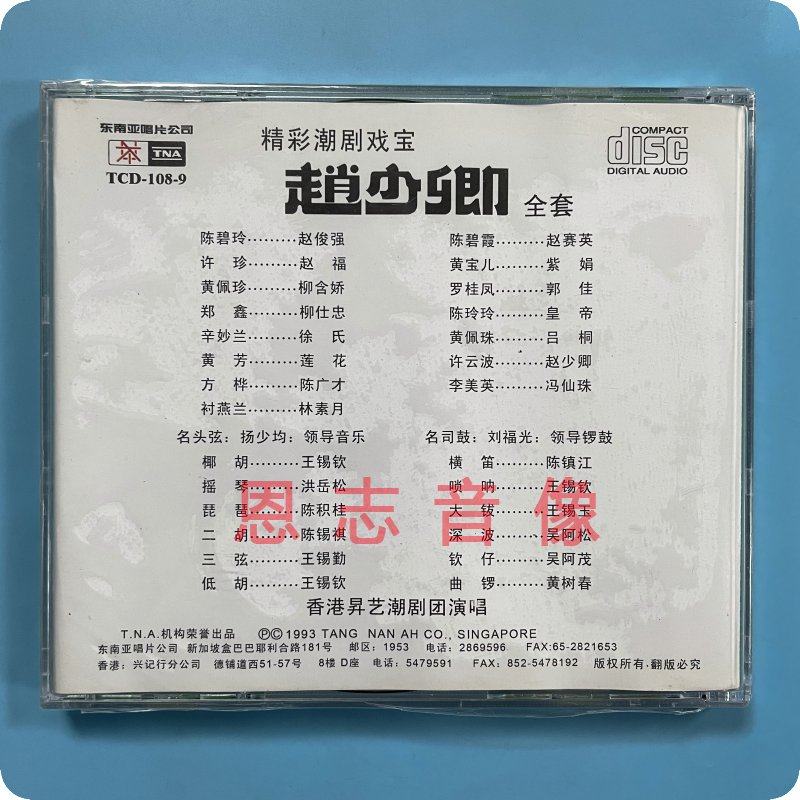 东南亚唱片公司
TNA
TCD-108-9
精彩潮剧戏宝
趙少卿 全套
COMPACT
disc
DIGITAL AUDIO
陈碧玲………赵俊强
许 珍………赵 福
黄佩珍………柳含娇
郑 鑫………柳仕忠
辛妙兰………徐 氏
黄 芳………莲 花
方 桦………陈广才
衬燕兰………林素月
陈碧霞………赵赛英
黄宝儿………紫 娟
罗桂凤………郭 佳
陈玲玲………皇 帝
黄佩珠………吕 桐
许云波………赵少卿
李美英………冯仙珠
名头弦：扬少均：领导音乐
椰 胡………王锡钦
摇 琴………洪岳松
琵 琶………陈积桂
二 胡………陈锡祺
三 弦………王锡勤
低 胡………王锡钦
名司鼓：刘福光：领导锣鼓
横 笛………陈镇江
唢 呐………王锡钦
大 钹………王锡玉
深 波………吴阿松
钦 仔………吴阿茂
曲 锣………黄树春
恩志音像
香港昇艺潮剧团演唱
T.N.A.机构荣誉出品 ⓅⒸ1993 TANG NAN AH CO., SINGAPORE
东南亚唱片公司 新加坡盒巴巴耶利合路181号 邮区：1953 电话：2869596 FAX:65-2821653
香港：兴记行分公司 德铺道西51-57号 8楼 D座 电话：5479591 FAX：852-5478192 版权所有·翻版必究